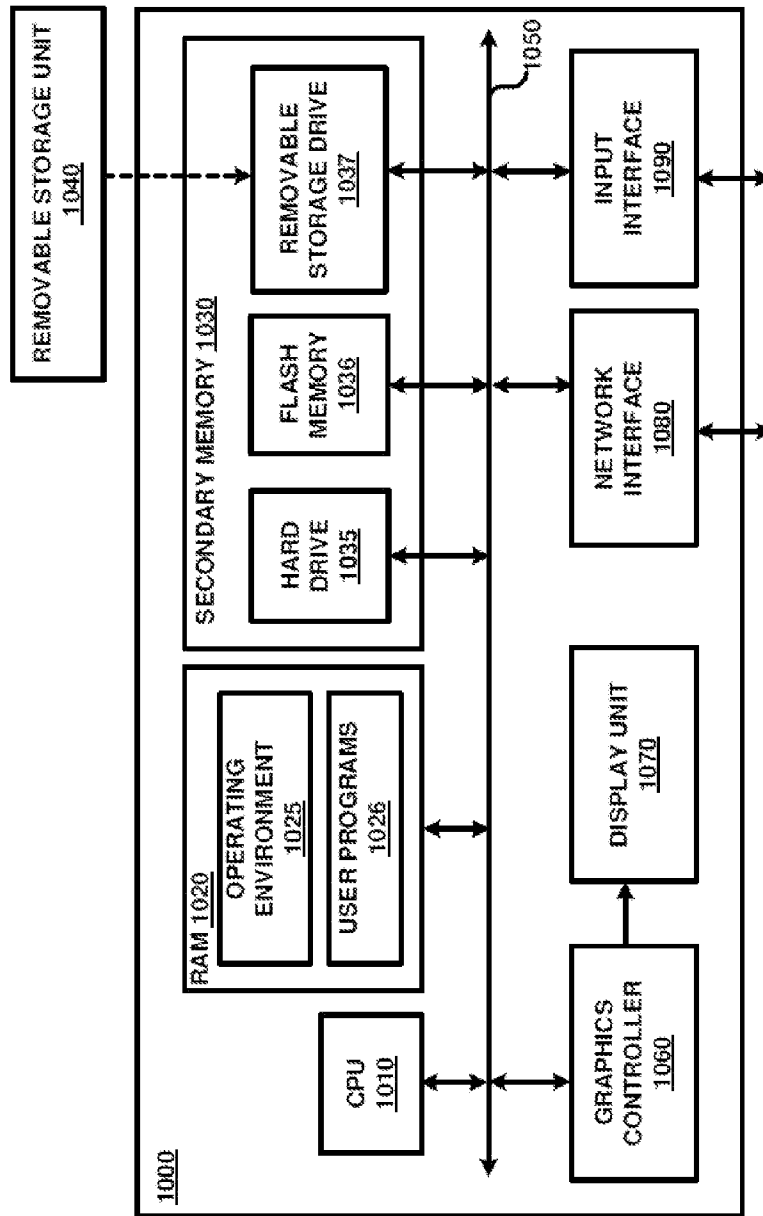 1000
CPU
1010
RAM 1020
OPERATING
ENVIRONMENT
1025
USER PROGRAMS
1026
SECONDARY MEMORY 1030
HARD
DRIVE
1035
FLASH
MEMORY
1036
REMOVABLE
STORAGE DRIVE
1037
REMOVABLE STORAGE UNIT
1040
1050
GRAPHICS
CONTROLLER
1060
DISPLAY UNIT
1070
NETWORK
INTERFACE
1080
INPUT
INTERFACE
1090